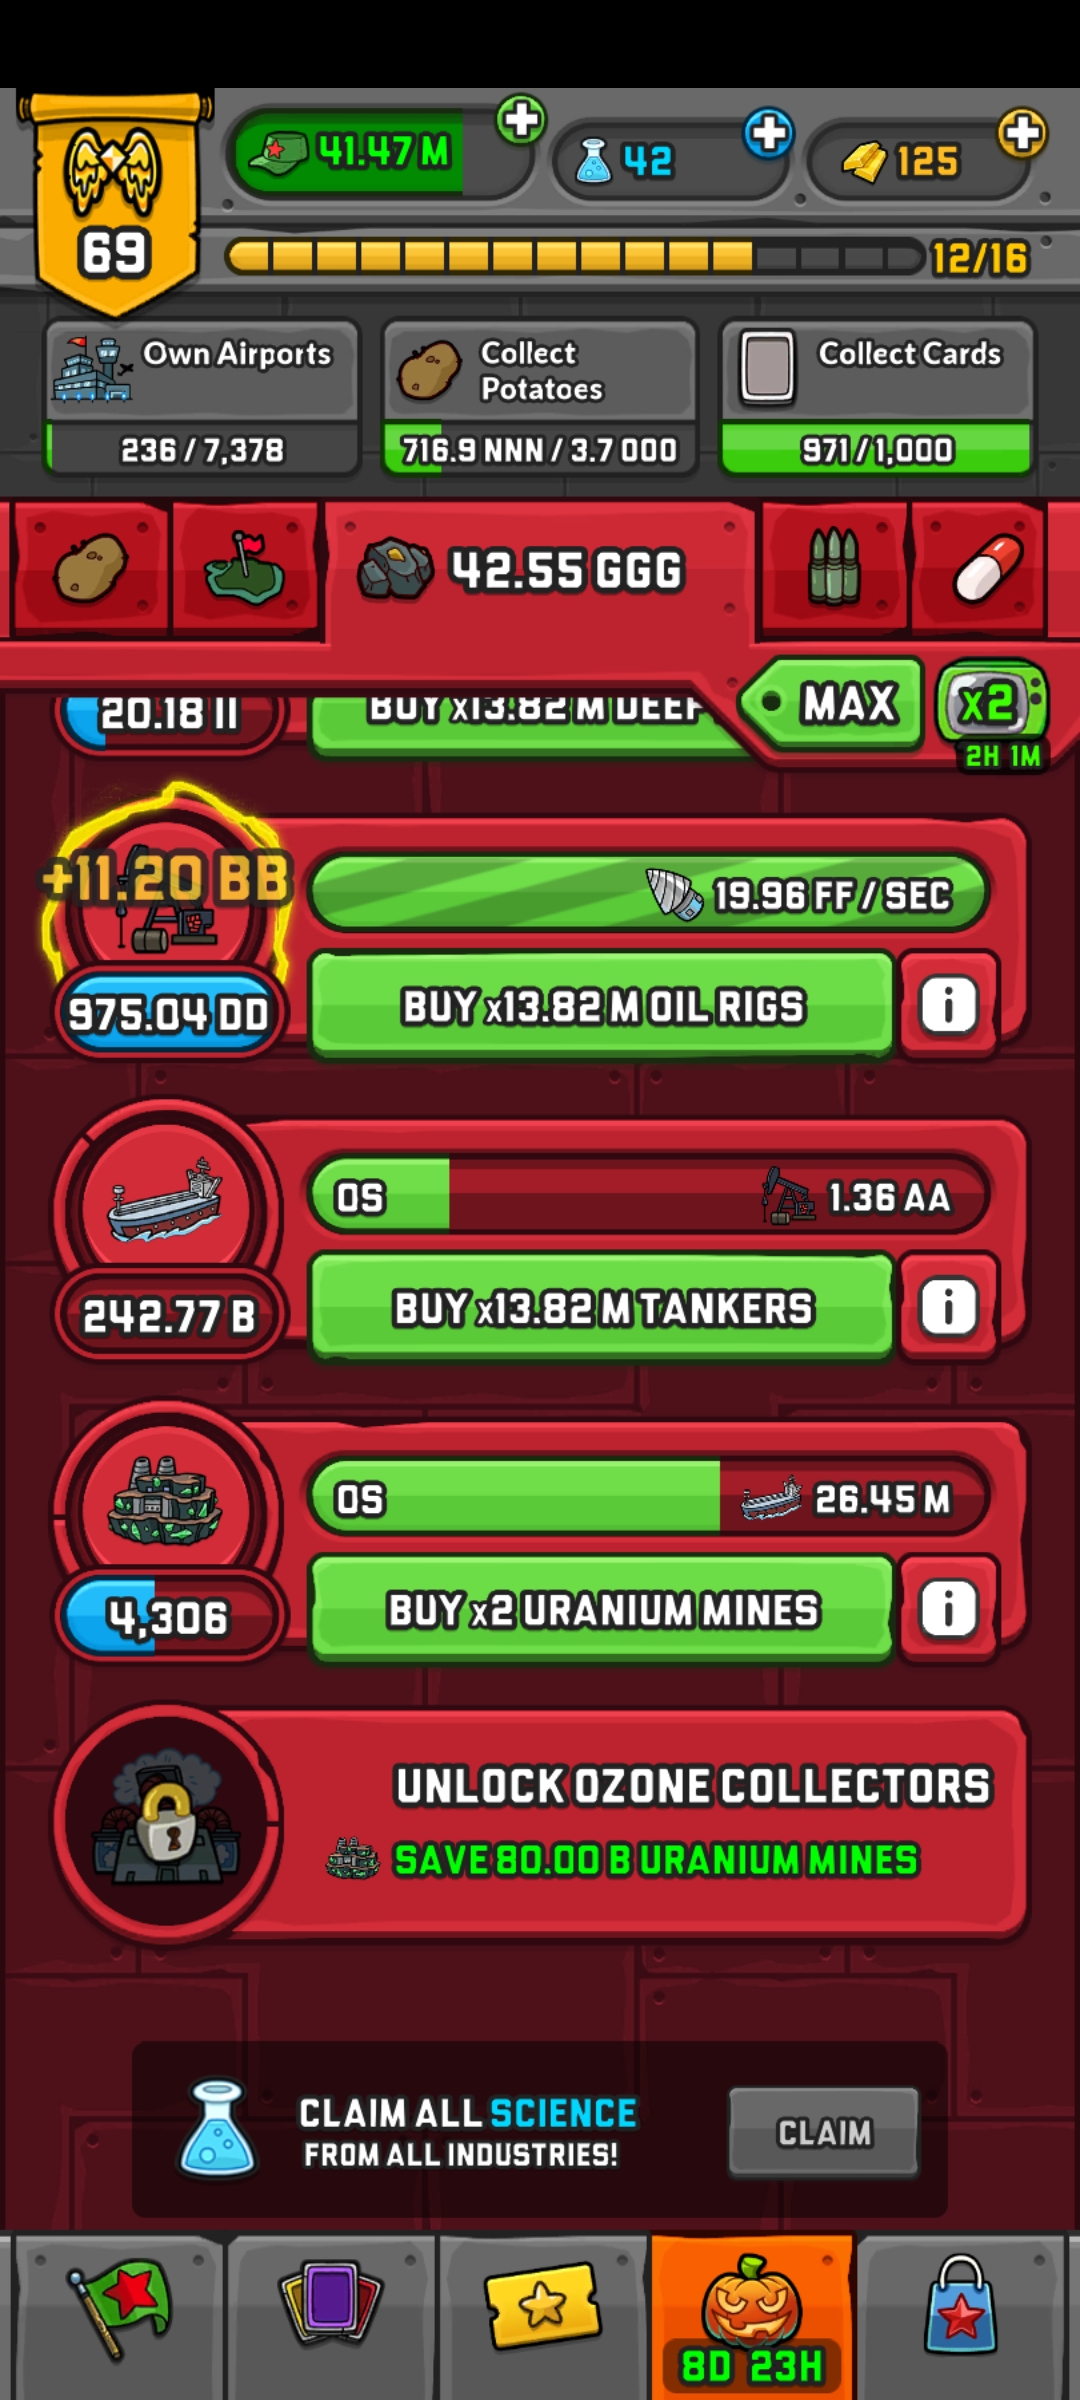 69
41.47 M
42
125
12/16
Own Airports
236 / 7,378
Collect
Potatoes
716.9 NNN / 3.7 OOO
Collect Cards
971 / 1,000
42.55 GGG
MAX
x2
2H 1M
20.18 II
BUY x13.82 M DEEP
+11.20 BB
19.96 FF / SEC
975.04 DD
BUY x13.82 M OIL RIGS
i
0S
1.36 AA
242.77 B
BUY x13.82 M TANKERS
i
0S
26.45 M
4,306
BUY x2 URANIUM MINES
i
UNLOCK OZONE COLLECTORS
SAVE 80.00 B URANIUM MINES
CLAIM ALL SCIENCE
FROM ALL INDUSTRIES!
CLAIM
8D 23H